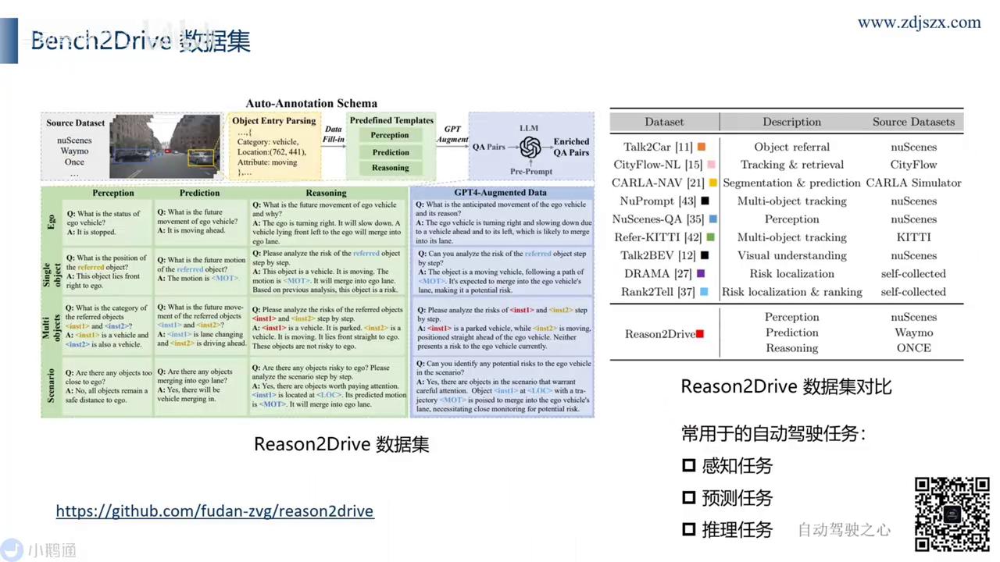 www.zdjszx.com
Bench2Drive 数据集
Auto-Annotation Schema
Source Dataset
nuScenes
Waymo
Once
...
Object Entry Parsing
...,{
Category: vehicle,
Location:(762, 441),
Attribute: moving
},...
Data
Fill-in
Predefined Templates
Perception
Prediction
Reasoning
GPT
Augment
LLM
QA Pairs
Pre-Prompt
Enriched
QA Pairs
Perception
Prediction
Reasoning
GPT4-Augmented Data
Ego
Q: What is the status of
ego vehicle?
A: It is stopped.
Q: What is the future
movement of ego vehicle?
A: It is moving ahead.
Q: What is the future movement of ego vehicle
and why?
A: The ego is turning right. It will slow down. A
vehicle lying front left to the ego will merge into
ego lane.
Q: What is the anticipated movement of the ego vehicle
and its reason?
A: The ego vehicle is turning right and slowing down due
to a vehicle ahead and to its left, which is likely to merge
into its lane.
Single
object
Q: What is the position of
the referred object?
A: This object lies front
right to ego.
Q: What is the future motion
of the referred object?
A: The motion is <MOT>.
Q: Please analyze the risk of the referred object
step by step.
A: This object is a vehicle. It is moving. The
motion is <MOT>. It will merge into ego lane.
Based on previous analysis, this object is a risk.
Q: Can you analyze the risk of the referred object step
by step?
A: The object is a moving vehicle, following a path of
<MOT>. It's expected to merge into the ego vehicle's
lane, making it a potential risk.
Multi
objects
Q: What is the category of
the referred objects
<inst1> and <inst2>?
A: <inst1> is a vehicle and
<inst2> is also a vehicle.
Q: What is the future move-
ment of the referred objects
<inst1> and <inst2>?
A: <inst1> is lane changing
and <inst2> is driving ahead.
Q: Please analyze the risks of the referred objects
<inst1> and <inst2> step by step.
A: <inst1> is a vehicle. It is parked. <inst2> is a
vehicle. It is moving. It lies front straight to ego.
These objects are not risky to ego.
Q: Please analyze the risks of <inst1> and <inst2> step
by step.
A: <inst1> is a parked vehicle, while <inst2> is moving,
positioned straight ahead of the ego vehicle. Neither
presents a risk to the ego vehicle currently.
Scenario
Q: Are there any objects too
close to ego?
A: No, all objects remain a
safe distance to ego.
Q: Are there any objects
merging into ego lane?
A: Yes, there will be
vehicle merging in.
Q: Are there any objects risky to ego? Please
analyze the scenario step by step.
A: Yes, there are objects worth paying attention.
<inst1> is located at <LOC>. Its predicted motion
is <MOT>. It will merge into ego lane.
Q: Can you identify any potential risks to the ego vehicle
in the scenario?
A: Yes, there are objects in the scenario that warrant
careful attention. Object <inst1> at <LOC> with a tra-
jectory <MOT> is poised to merge into the ego vehicle's
lane, necessitating close monitoring for potential risk.
Reason2Drive 数据集
https://github.com/fudan-zvg/reason2drive
Dataset Description Source Datasets
Talk2Car [11] Object referral nuScenes
CityFlow-NL [15] Tracking & retrieval CityFlow
CARLA-NAV [21] Segmentation & prediction CARLA Simulator
NuPrompt [43] Multi-object tracking nuScenes
NuScenes-QA [35] Perception nuScenes
Refer-KITTI [42] Multi-object tracking KITTI
Talk2BEV [12] Visual understanding nuScenes
DRAMA [27] Risk localization self-collected
Rank2Tell [37] Risk localization & ranking self-collected
Perception nuScenes
Reason2Drive Prediction Waymo
Reasoning ONCE
Reason2Drive 数据集对比
常用于的自动驾驶任务：
感知任务
预测任务
推理任务
自动驾驶之心
小鹅通